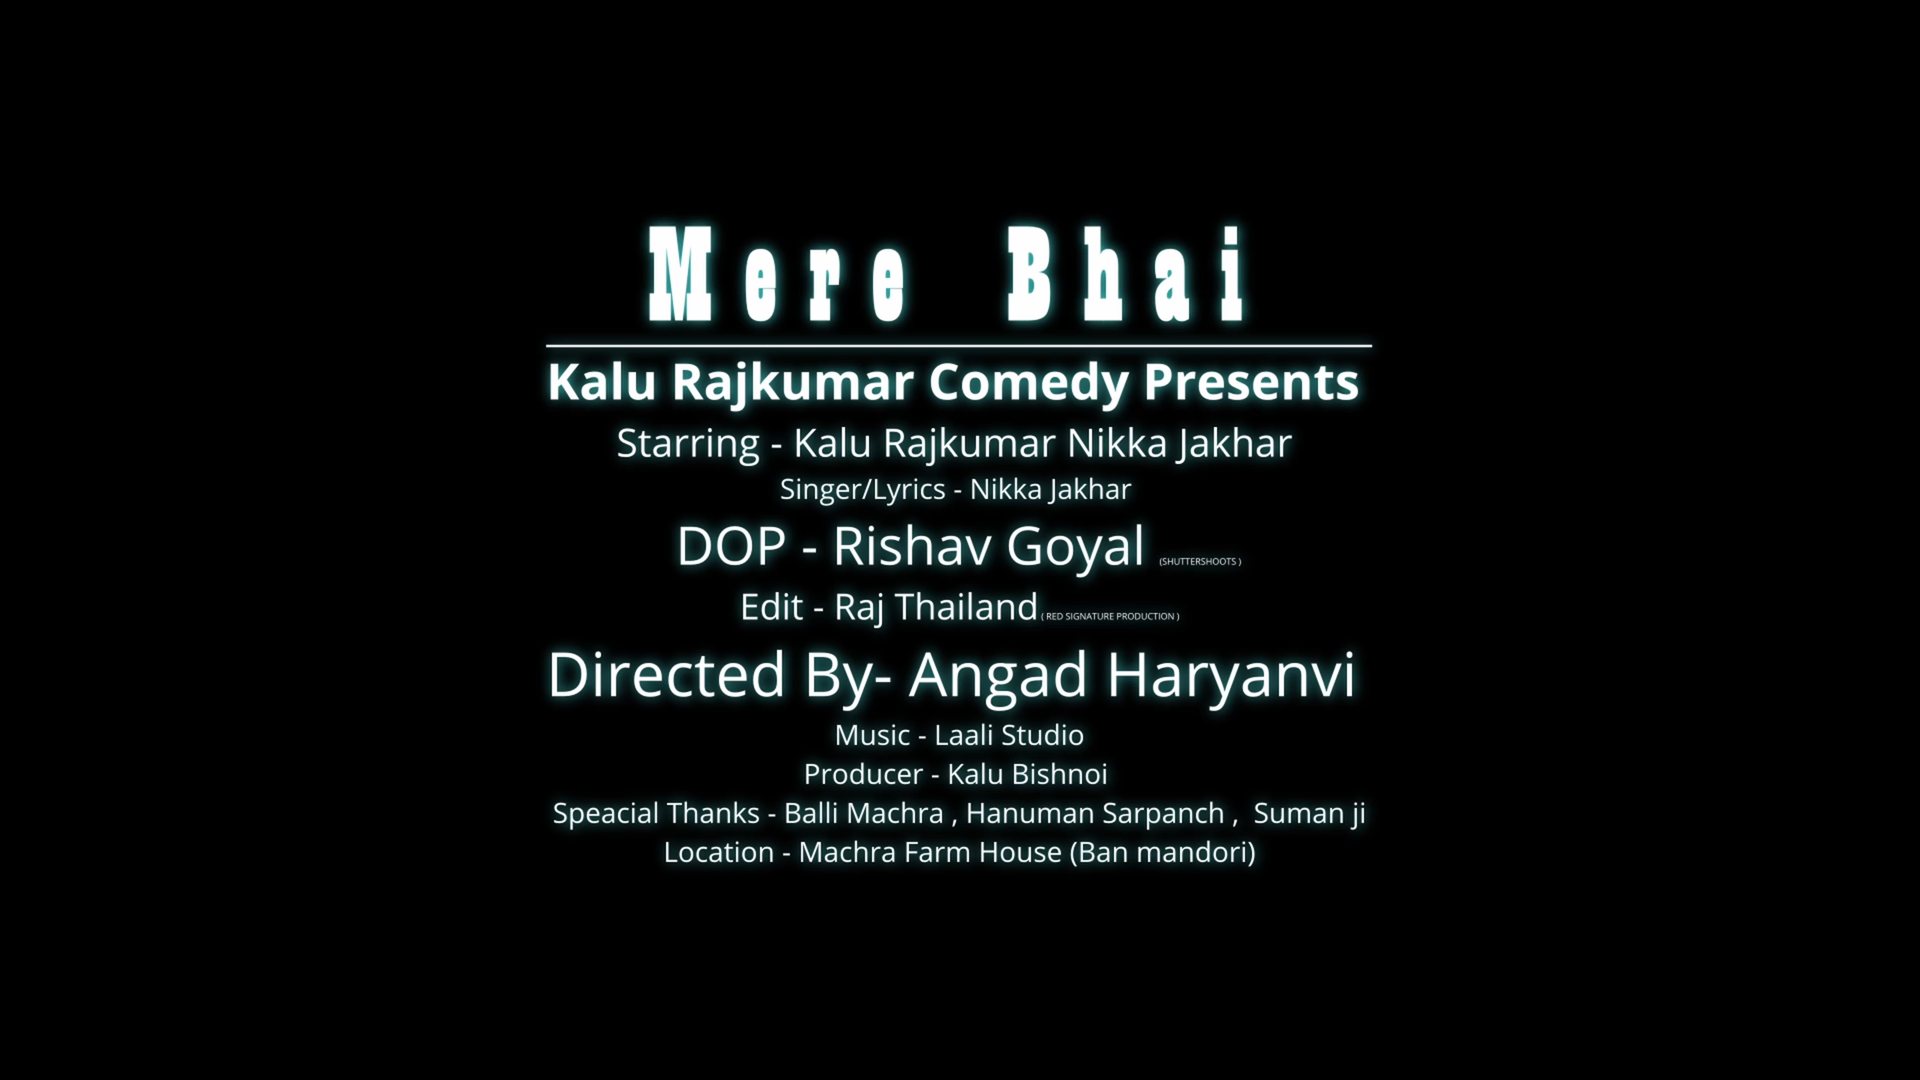 Mere Bhai
Kalu Rajkumar Comedy Presents
Starring - Kalu Rajkumar Nikka Jakhar
Singer/Lyrics - Nikka Jakhar
DOP - Rishav Goyal (SHUTTERSHOOTS )
Edit - Raj Thailand ( RED SIGNATURE PRODUCTION )
Directed By- Angad Haryanvi
Music - Laali Studio
Producer - Kalu Bishnoi
Speacial Thanks - Balli Machra , Hanuman Sarpanch ,  Suman ji
Location - Machra Farm House (Ban mandori)